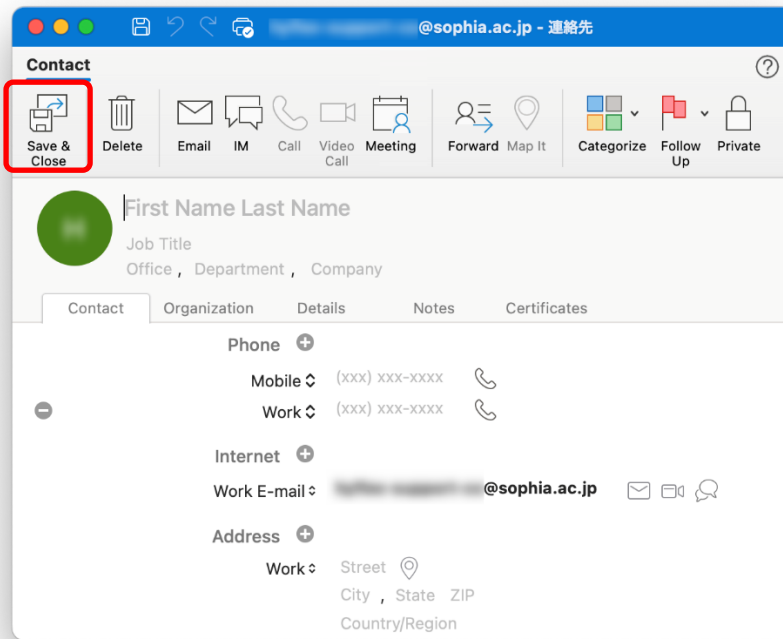 @sophia.ac.jp - 連絡先
Contact
Save & Close
Delete
Email
IM
Call
Video Call
Meeting
Forward
Map It
Categorize
Follow Up
Private
First Name Last Name
Job Title
Office , Department , Company
Contact Organization Details Notes Certificates
Phone
Mobile (xxx) xxx-xxxx
Work (xxx) xxx-xxxx
Internet
Work E-mail @sophia.ac.jp
Address
Work Street
City , State ZIP
Country/Region